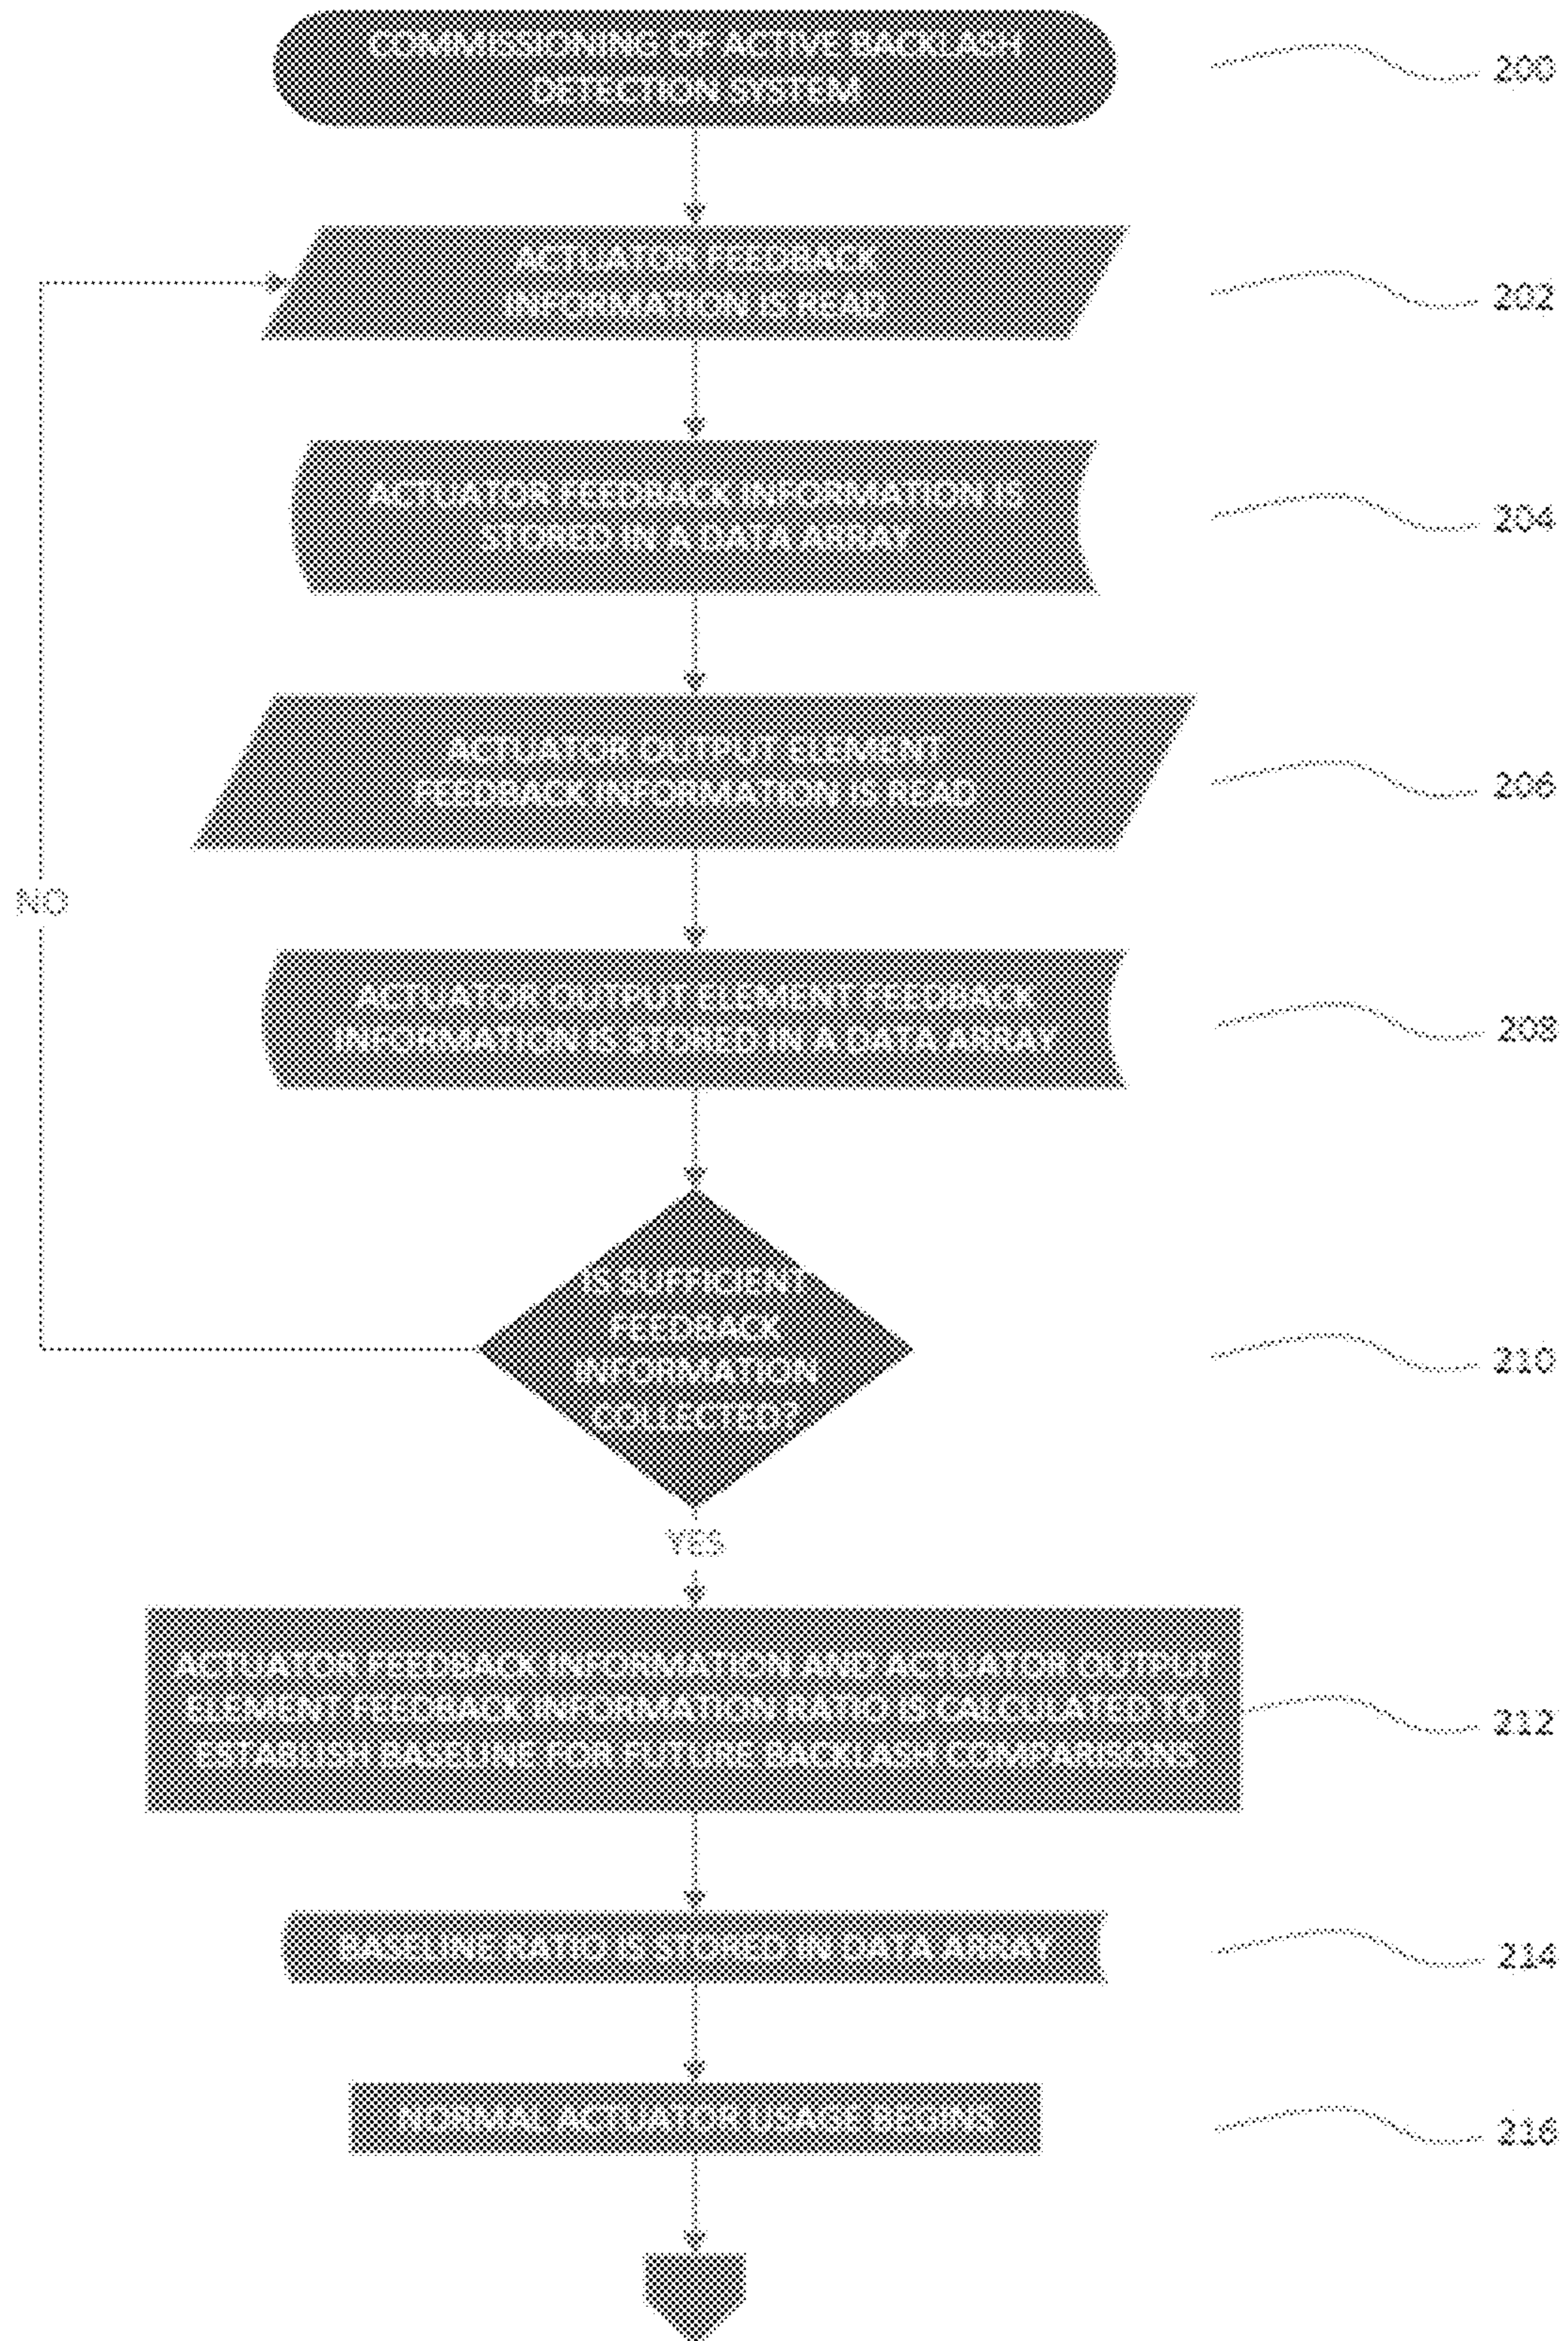 COMMISSIONING OF ACTIVE BACKLASH
DETECTION SYSTEM
200
ACTUATOR FEEDBACK
INFORMATION IS READ
202
ACTUATOR FEEDBACK INFORMATION IS
STORED IN A DATA ARRAY
204
ACTUATOR OUTPUT ELEMENT
FEEDBACK INFORMATION IS READ
206
NO
ACTUATOR OUTPUT ELEMENT FEEDBACK
INFORMATION IS STORED IN A DATA ARRAY
208
IS SUFFICIENT
FEEDBACK
INFORMATION
COLLECTED?
210
YES
ACTUATOR FEEDBACK INFORMATION AND ACTUATOR OUTPUT
ELEMENT FEEDBACK INFORMATION RATIO IS CALCULATED TO
ESTABLISH BASELINE FOR FUTURE BACKLASH COMPARISONS
212
BASELINE RATIO IS STORED IN DATA ARRAY
214
NORMAL ACTUATOR USAGE BEGINS
216